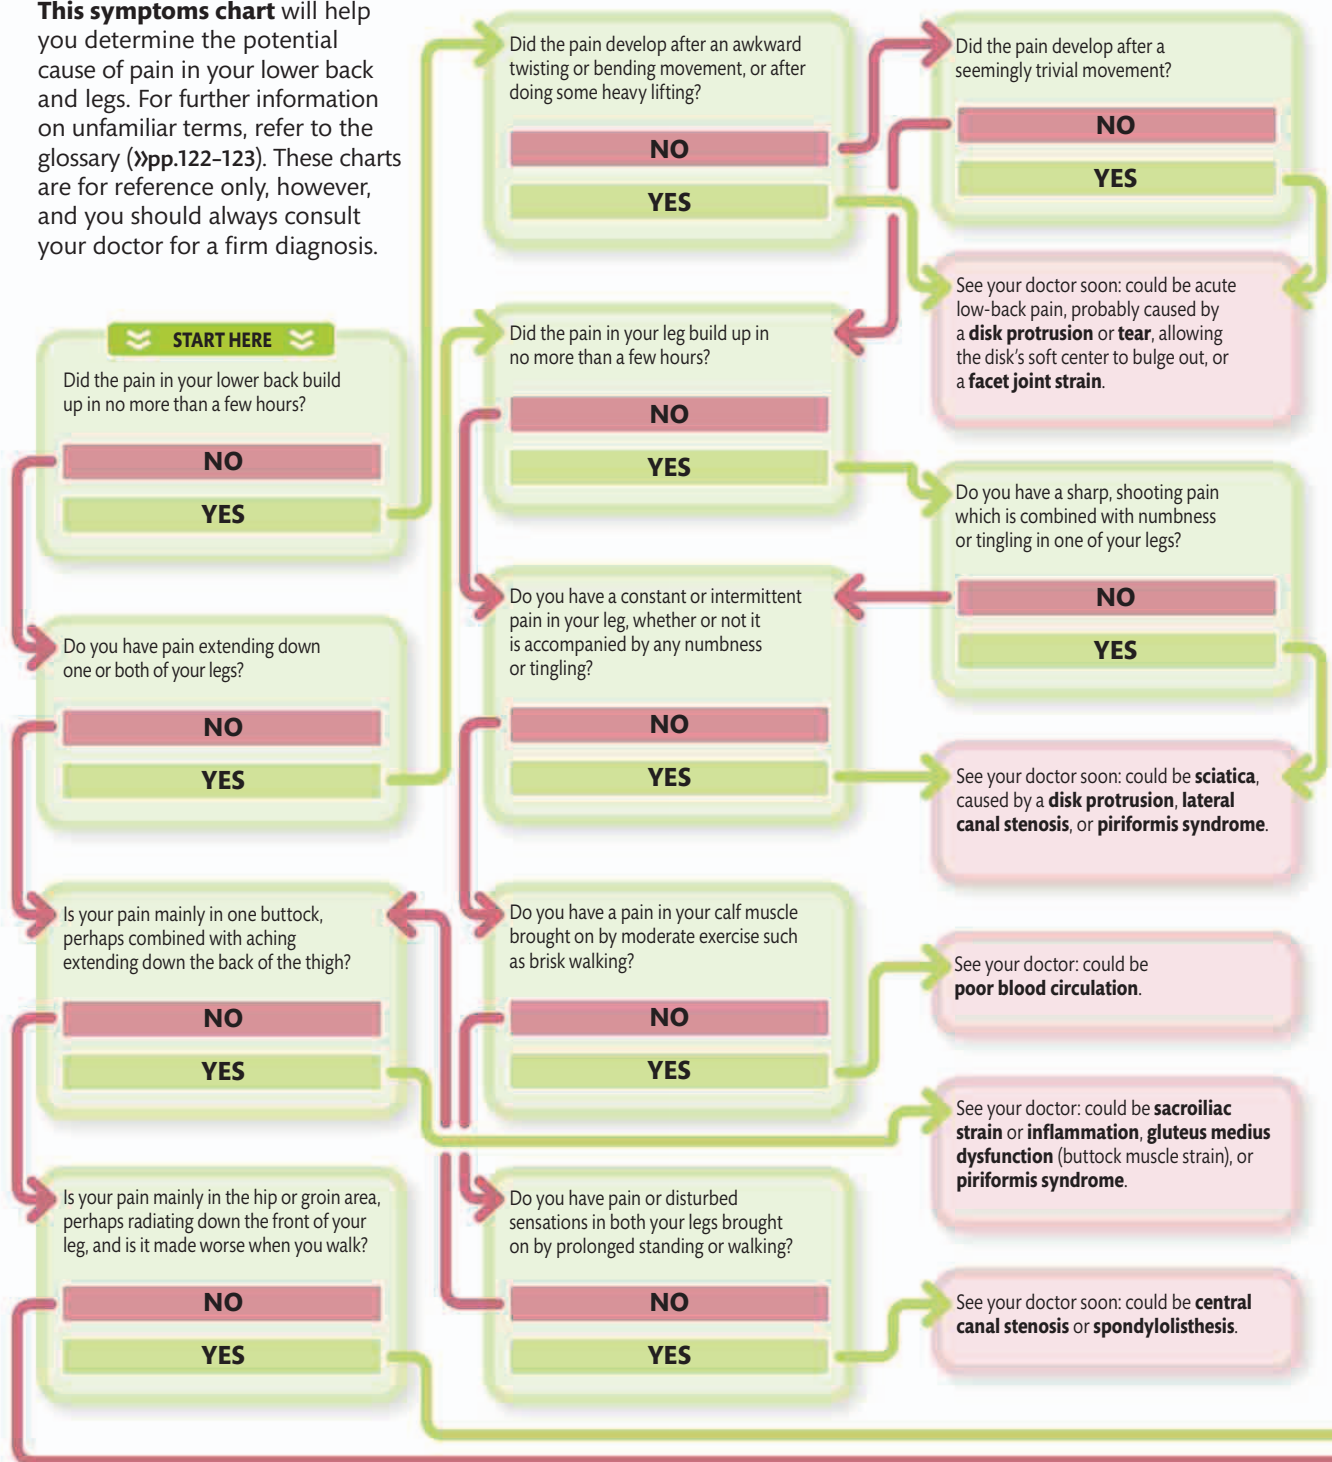 This symptoms chart will help
you determine the potential
cause of pain in your lower back
and legs. For further information
on unfamiliar terms, refer to the
glossary (»pp.122–123). These charts
are for reference only, however,
and you should always consult
your doctor for a firm diagnosis.
START HERE
Did the pain in your lower back build
up in no more than a few hours?
NO
YES
Do you have pain extending down
one or both of your legs?
NO
YES
Is your pain mainly in one buttock,
perhaps combined with aching
extending down the back of the thigh?
NO
YES
Is your pain mainly in the hip or groin area,
perhaps radiating down the front of your
leg, and is it made worse when you walk?
NO
YES
Did the pain develop after an awkward
twisting or bending movement, or after
doing some heavy lifting?
NO
YES
Did the pain in your leg build up in
no more than a few hours?
NO
YES
Do you have a constant or intermittent
pain in your leg, whether or not it
is accompanied by any numbness
or tingling?
NO
YES
Do you have a pain in your calf muscle
brought on by moderate exercise such
as brisk walking?
NO
YES
Do you have pain or disturbed
sensations in both your legs brought
on by prolonged standing or walking?
NO
YES
Did the pain develop after a
seemingly trivial movement?
NO
YES
See your doctor soon: could be acute
low-back pain, probably caused by
a disk protrusion or tear, allowing
the disk's soft center to bulge out, or
a facet joint strain.
Do you have a sharp, shooting pain
which is combined with numbness
or tingling in one of your legs?
NO
YES
See your doctor soon: could be sciatica,
caused by a disk protrusion, lateral
canal stenosis, or piriformis syndrome.
See your doctor: could be
poor blood circulation.
See your doctor: could be sacroiliac
strain or inflammation, gluteus medius
dysfunction (buttock muscle strain), or
piriformis syndrome.
See your doctor soon: could be central
canal stenosis or spondylolisthesis.